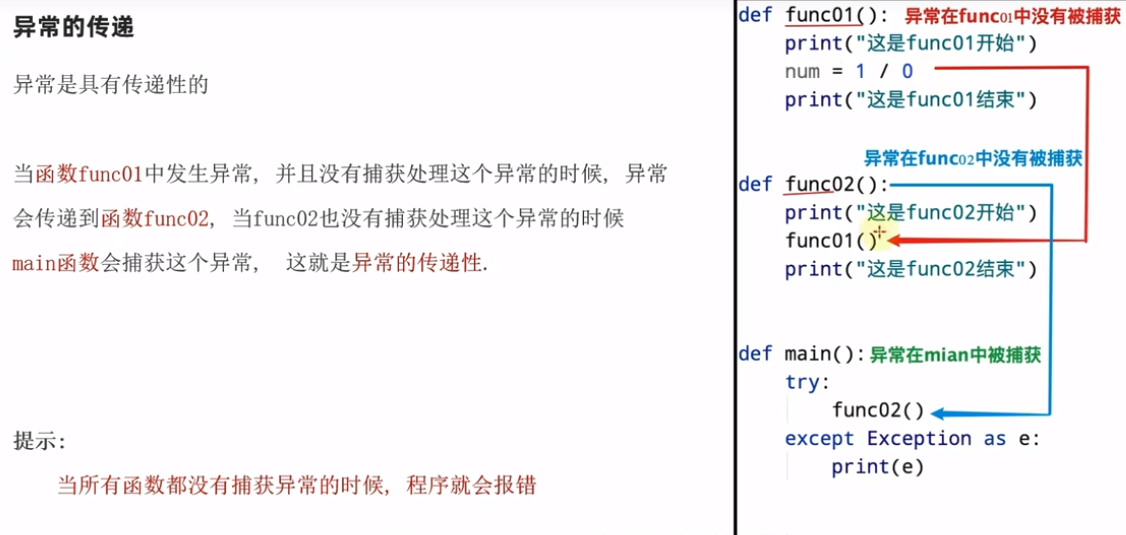 异常的传递
异常是具有传递性的
当函数func01中发生异常, 并且没有捕获处理这个异常的时候, 异常
会传递到函数func02, 当func02也没有捕获处理这个异常的时候
main函数会捕获这个异常, 这就是异常的传递性.
提示:
当所有函数都没有捕获异常的时候, 程序就会报错
def func01(): 异常在func01中没有被捕获
print("这是func01开始")
num = 1 / 0
print("这是func01结束")
异常在func02中没有被捕获
def func02():
print("这是func02开始")
func01()
print("这是func02结束")
def main(): 异常在mian中被捕获
try:
func02()
except Exception as e:
print(e)